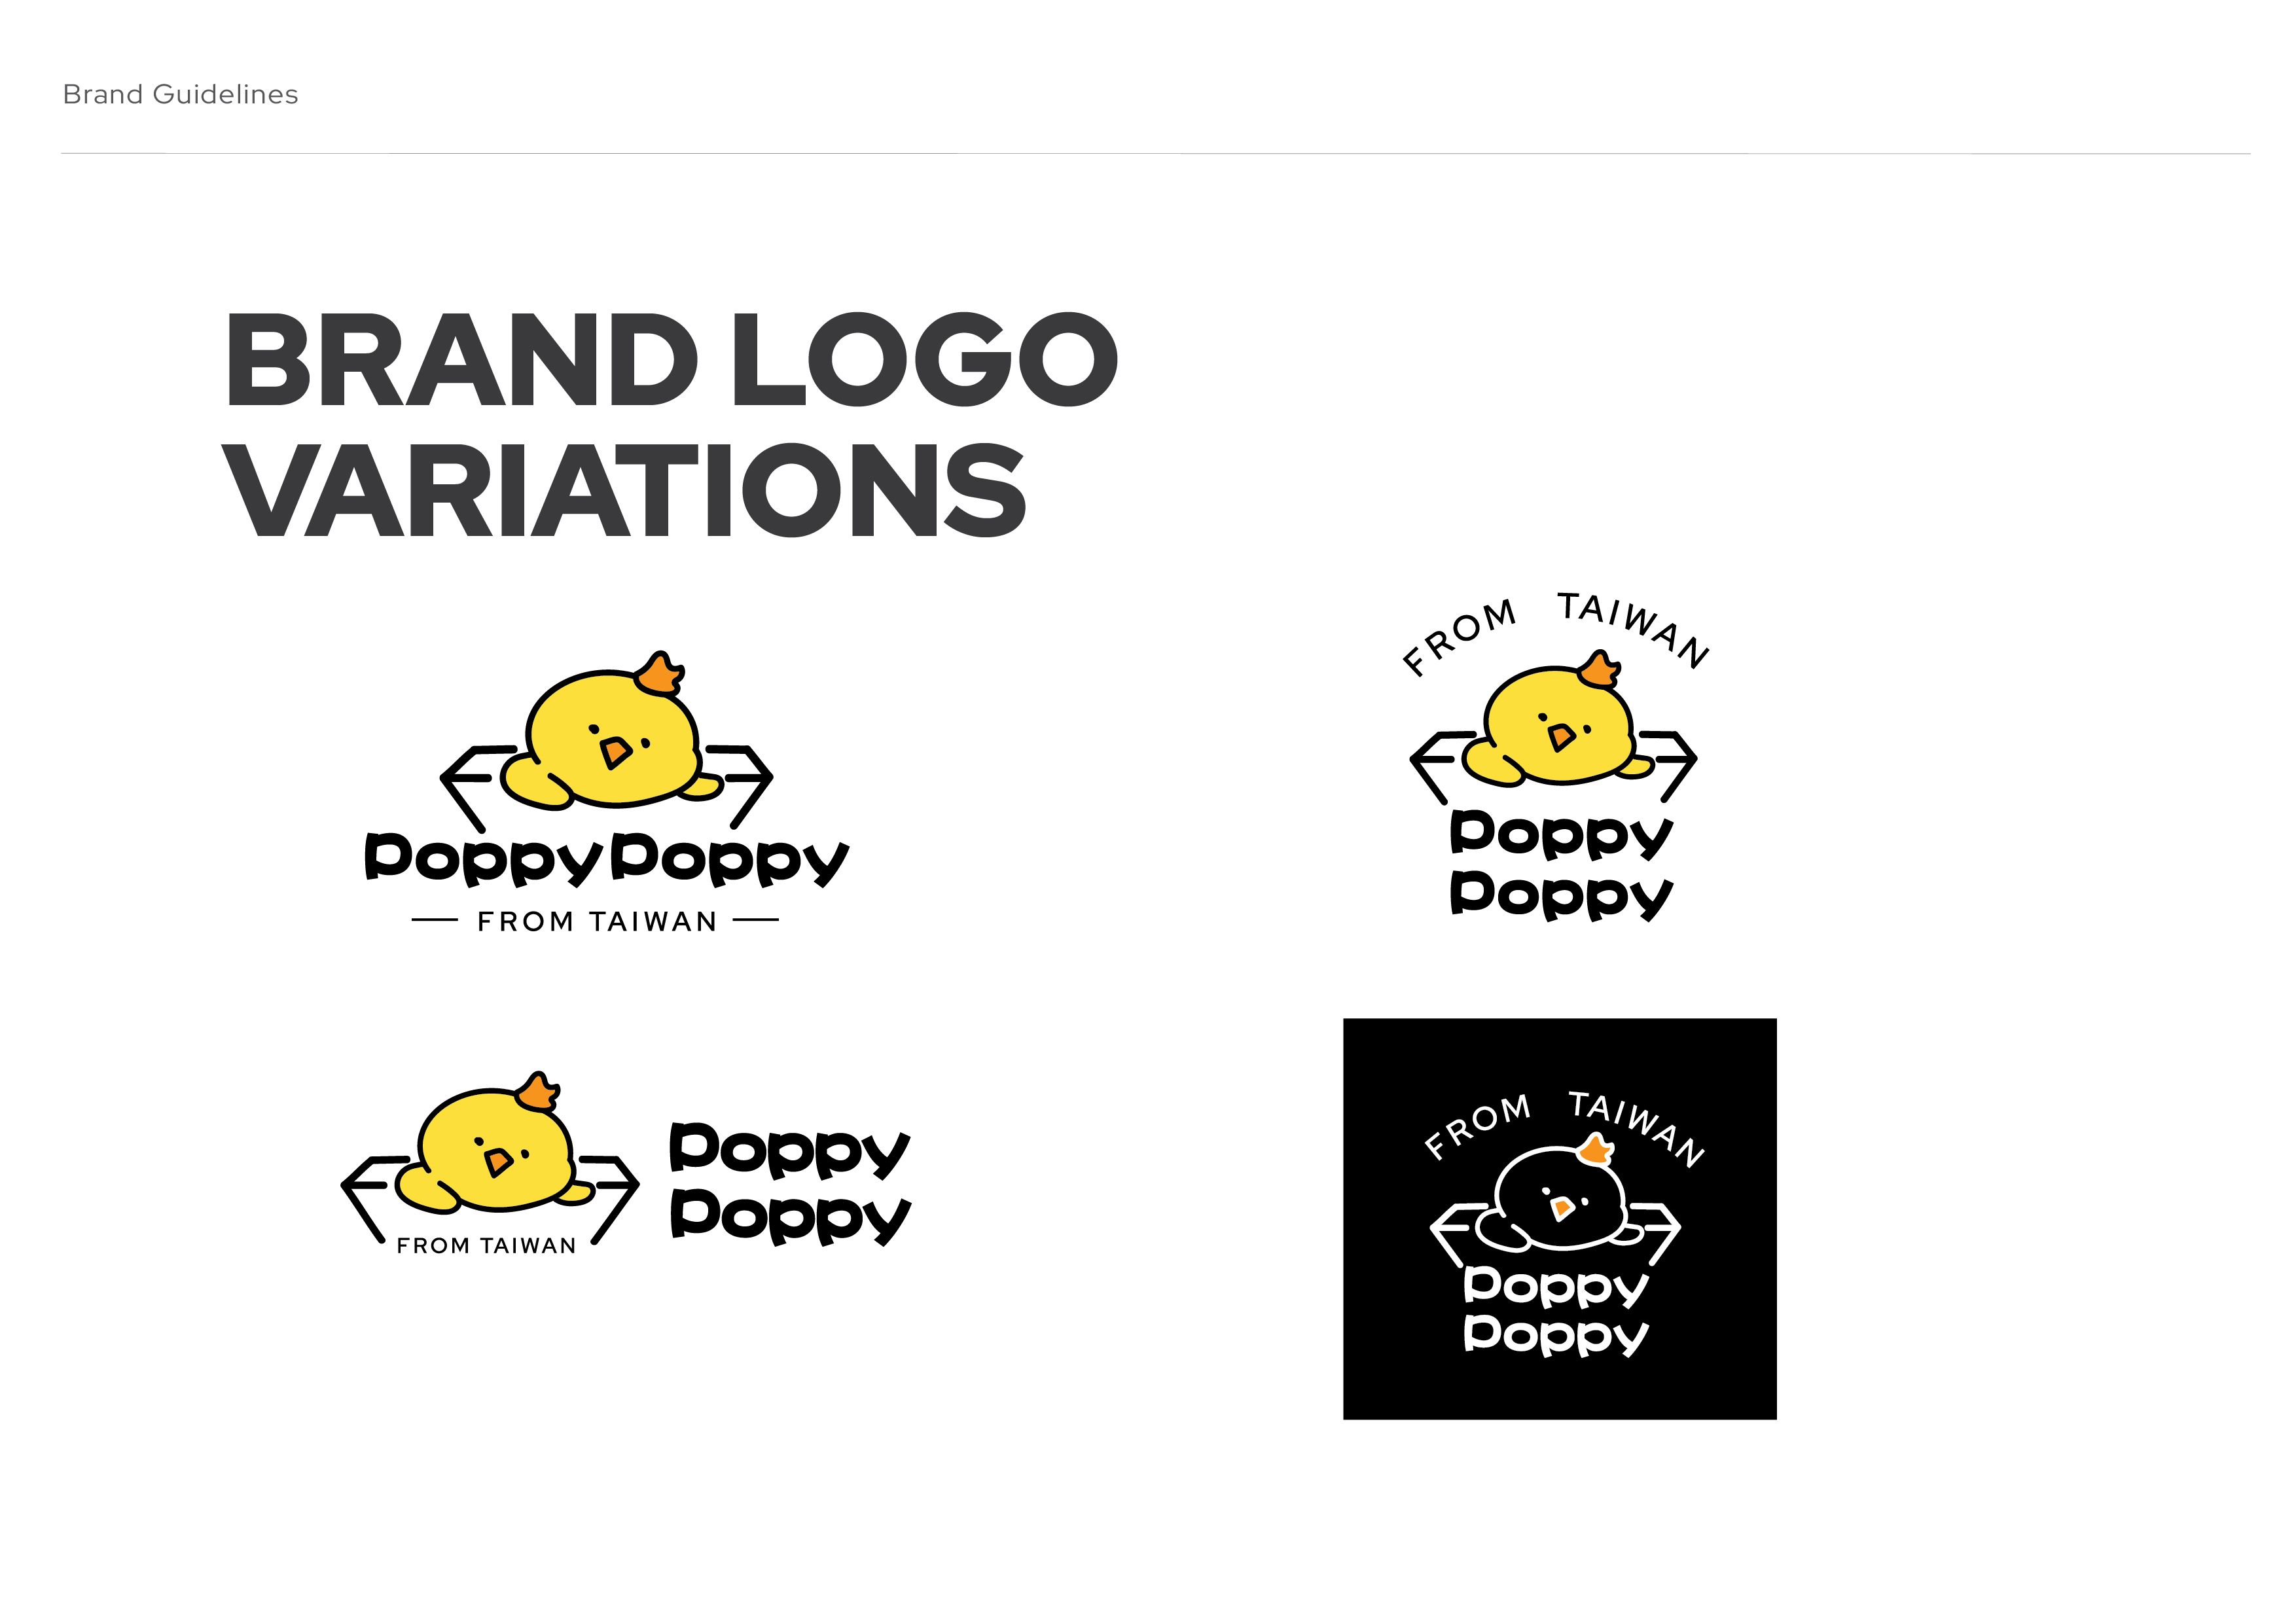 Brand Guidelines
BRAND LOGO
VARIATIONS
PoppyPoppy
FROM TAIWAN
FROM TAIWAN
Poppy
Poppy
FROM TAIWAN
Poppy
Poppy
FROM TAIWAN
Poppy
Poppy